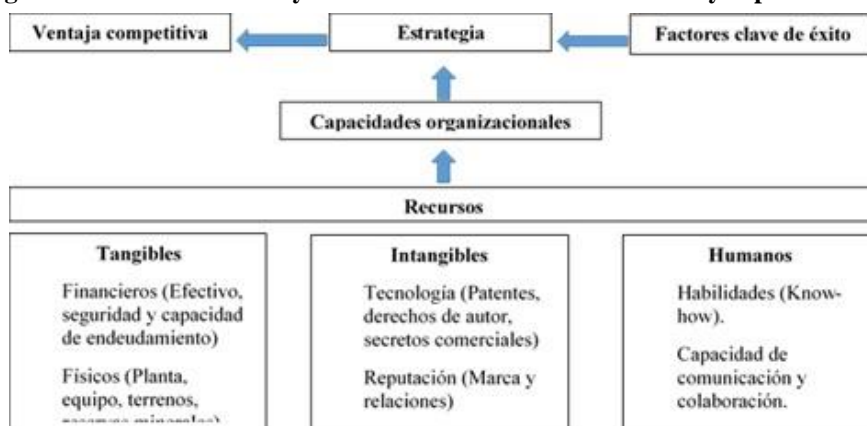 Ventaja competitiva
Estrategia
Factores clave de éxito
Capacidades organizacionales
Recursos
Tangibles
Financieros (Efectivo,
seguridad y capacidad
de endeudamiento)
Físicos (Planta,
equipo, terrenos,
Intangibles
Tecnología (Patentes,
derechos de autor,
secretos comerciales)
Reputación (Marca y
relaciones)
Humanos
Habilidades (Know-
how).
Capacidad de
comunicación y
colaboración.